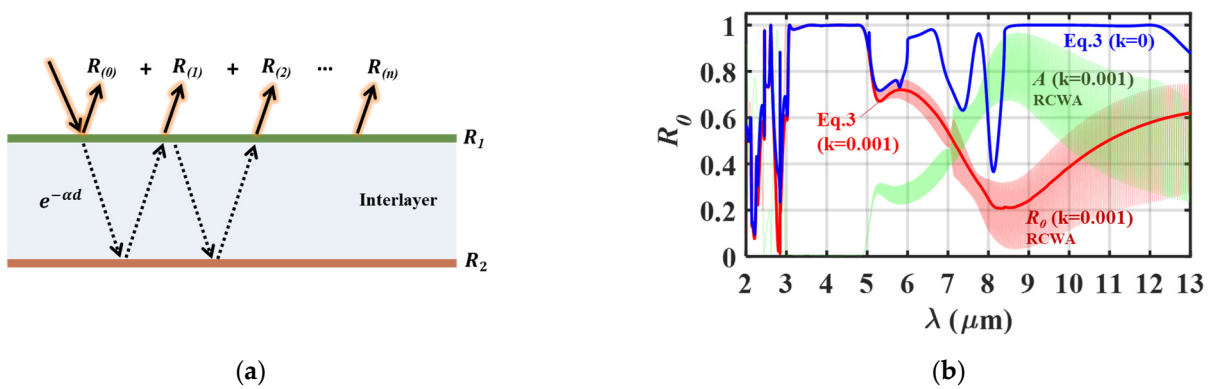 R(0) + R(1) + R(2) ... R(n)
R1
e^−αd
Interlayer
R2
(a)
R0
1
0.8
0.6
0.4
0.2
0
Eq.3 (k=0)
A (k=0.001)
RCWA
Eq.3
(k=0.001)
R0 (k=0.001)
RCWA
2 3 4 5 6 7 8 9 10 11 12 13
λ (μm)
(b)